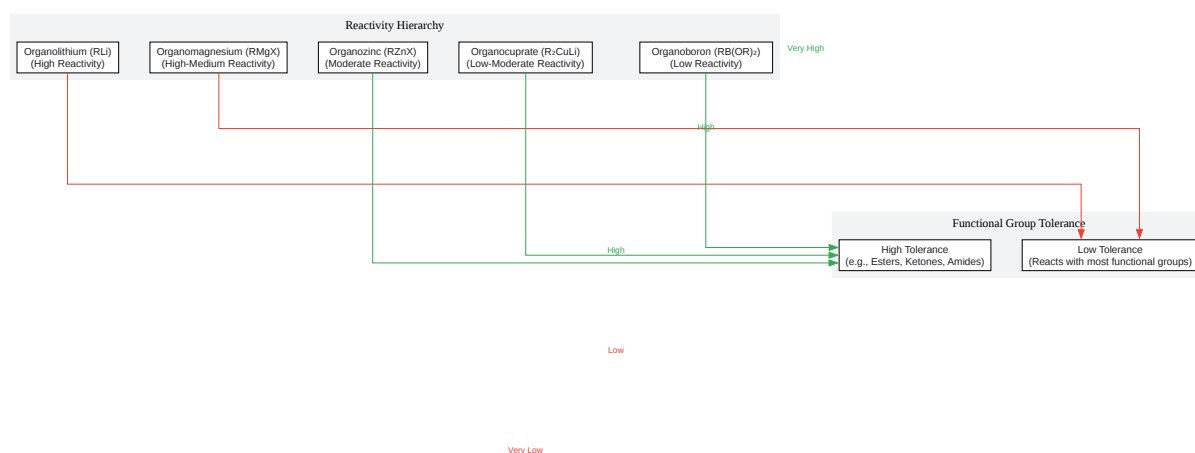 Reactivity Hierarchy
Organolithium (RLi)
(High Reactivity)
Organomagnesium (RMgX)
(High-Medium Reactivity)
Organozinc (RZnX)
(Moderate Reactivity)
Organocuprate (R₂CuLi)
(Low-Moderate Reactivity)
Organoboron (RB(OR)₂)
(Low Reactivity)
Very High
High
Functional Group Tolerance
High
High Tolerance
(e.g., Esters, Ketones, Amides)
Low Tolerance
(Reacts with most functional groups)
Low
Very Low